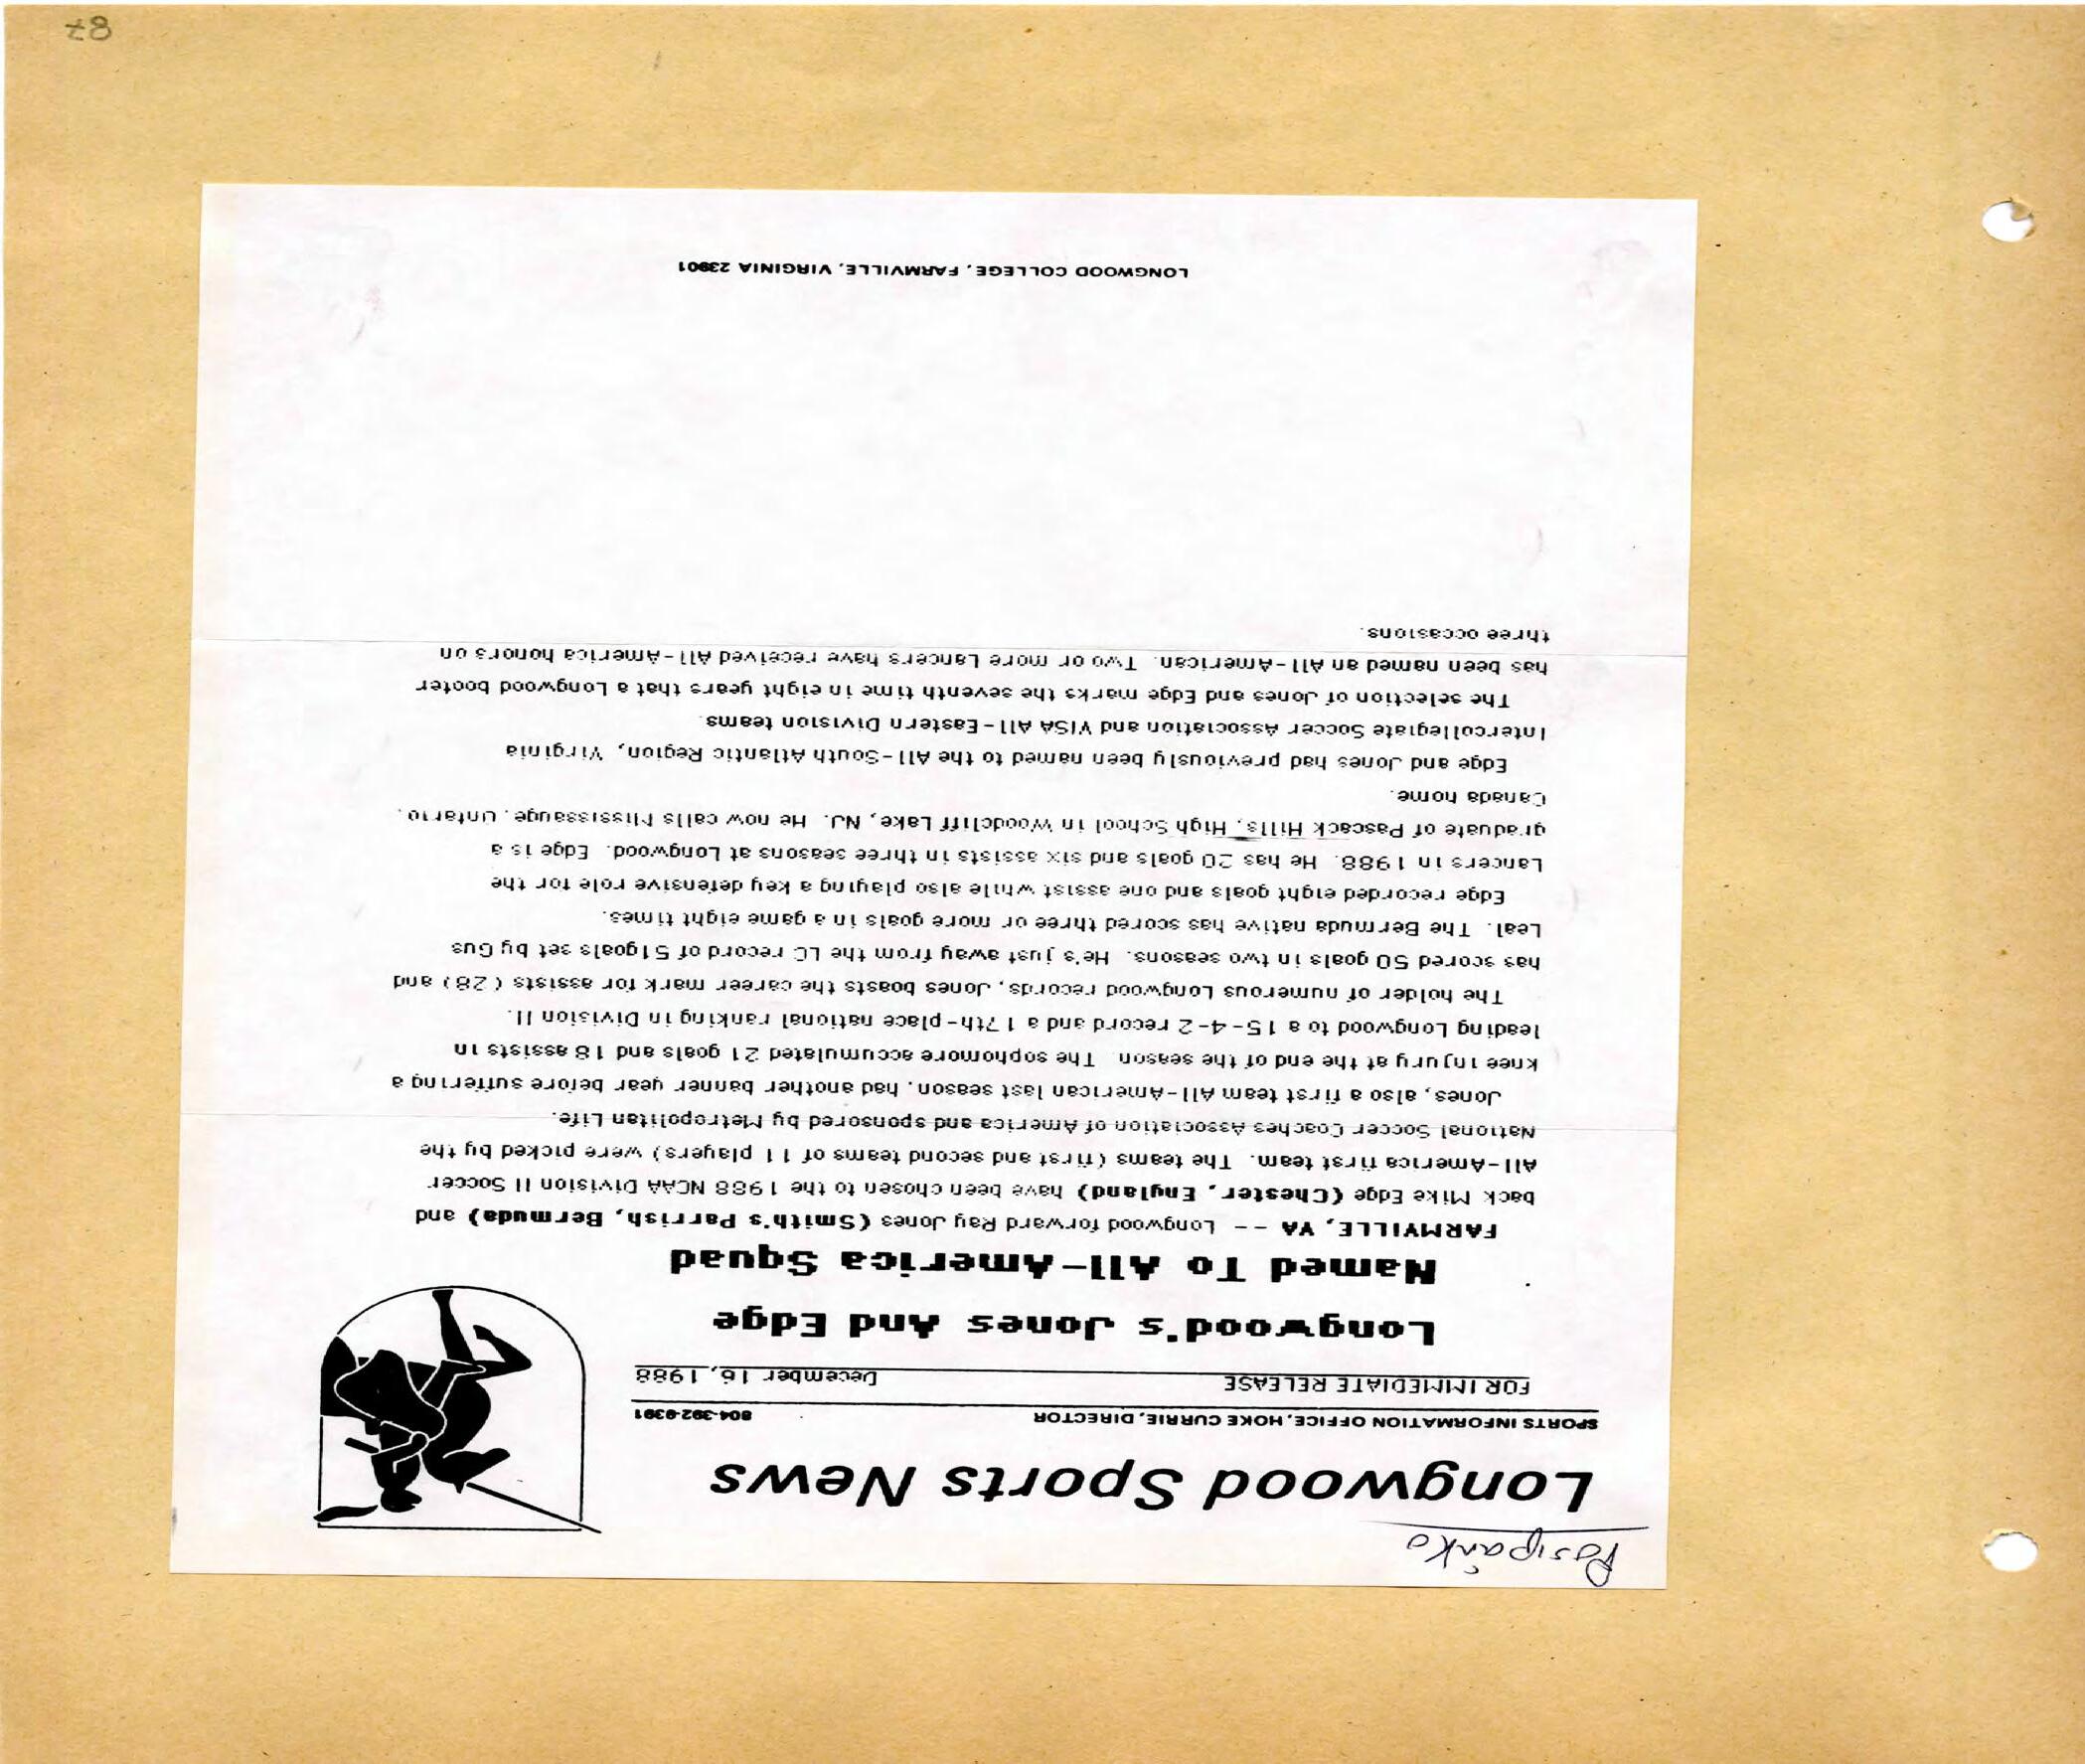 Posipanko
Longwood Sports News
SPORTS INFORMATION OFFICE, HOKE CURRIE, DIRECTOR 804-392-9391
FOR IMMEDIATE RELEASE December 16, 1988
Longwood's Jones And Edge
Named To All-America Squad
FARMVILLE, VA -- Longwood forward Ray Jones (Smith's Parrish, Bermuda) and
back Mike Edge (Chester, England) have been chosen to the 1988 NCAA Division II Soccer
All-America first team. The teams (first and second teams of 11 players) were picked by the
National Soccer Coaches Association of America and sponsored by Metropolitan Life.
Jones, also a first team All-American last season, had another banner year before suffering a
knee injury at the end of the season. The sophomore accumulated 21 goals and 18 assists in
leading Longwood to a 15-4-2 record and a 17th-place national ranking in Division II.
The holder of numerous Longwood records, Jones boasts the career mark for assists (28) and
has scored 50 goals in two seasons. He's just away from the LC record of 51goals set by Gus
Leal. The Bermuda native has scored three or more goals in a game eight times.
Edge recorded eight goals and one assist while also playing a key defensive role for the
Lancers in 1988. He has 20 goals and six assists in three seasons at Longwood. Edge is a
graduate of Pascack Hills, High School in Woodcliff Lake, NJ. He now calls Mississauge, Ontario,
Canada home.
Edge and Jones had previously been named to the All-South Atlantic Region, Virginia
Intercollegiate Soccer Association and VISA All-Eastern Division teams.
The selection of Jones and Edge marks the seventh time in eight years that a Longwood booter
has been named an All-American. Two or more Lancers have received All-America honors on
three occasions.
LONGWOOD COLLEGE, FARMVILLE, VIRGINIA 23901
87